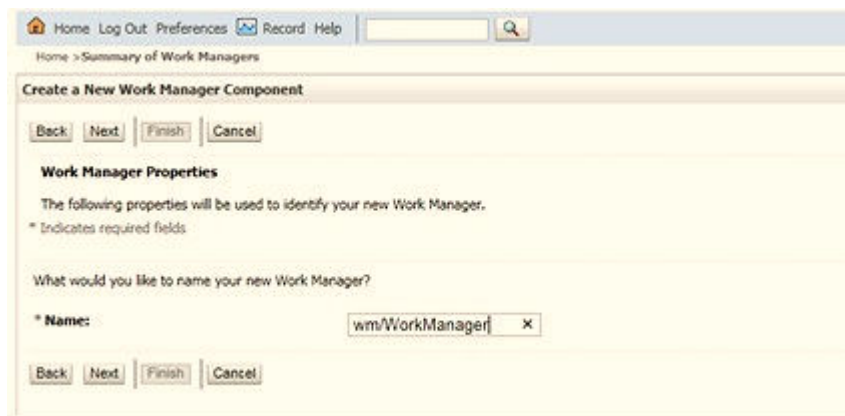 Home Log Out Preferences Record Help
Home >Summary of Work Managers
Create a New Work Manager Component
Back Next Finish Cancel
Work Manager Properties
The following properties will be used to identify your new Work Manager.
* Indicates required fields
What would you like to name your new Work Manager?
* Name: wm/WorkManager ×
Back Next Finish Cancel